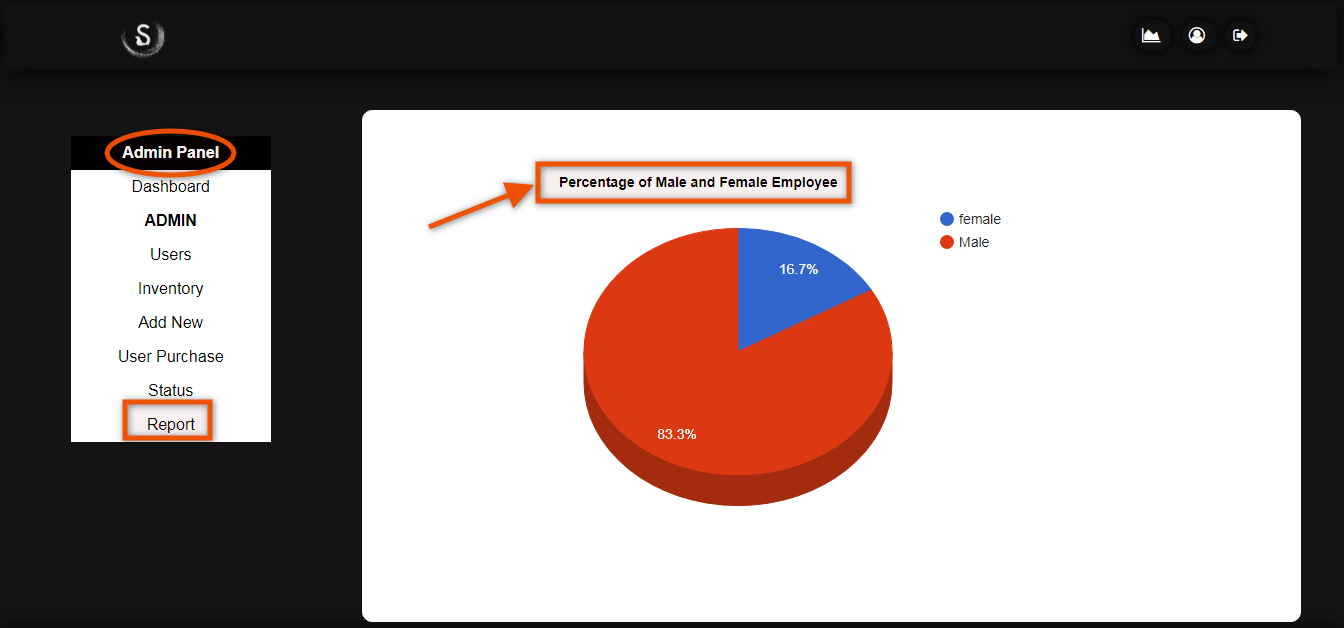 S
Admin Panel
Dashboard
ADMIN
Users
Inventory
Add New
User Purchase
Status
Report
Percentage of Male and Female Employee
female
Male
16.7%
83.3%